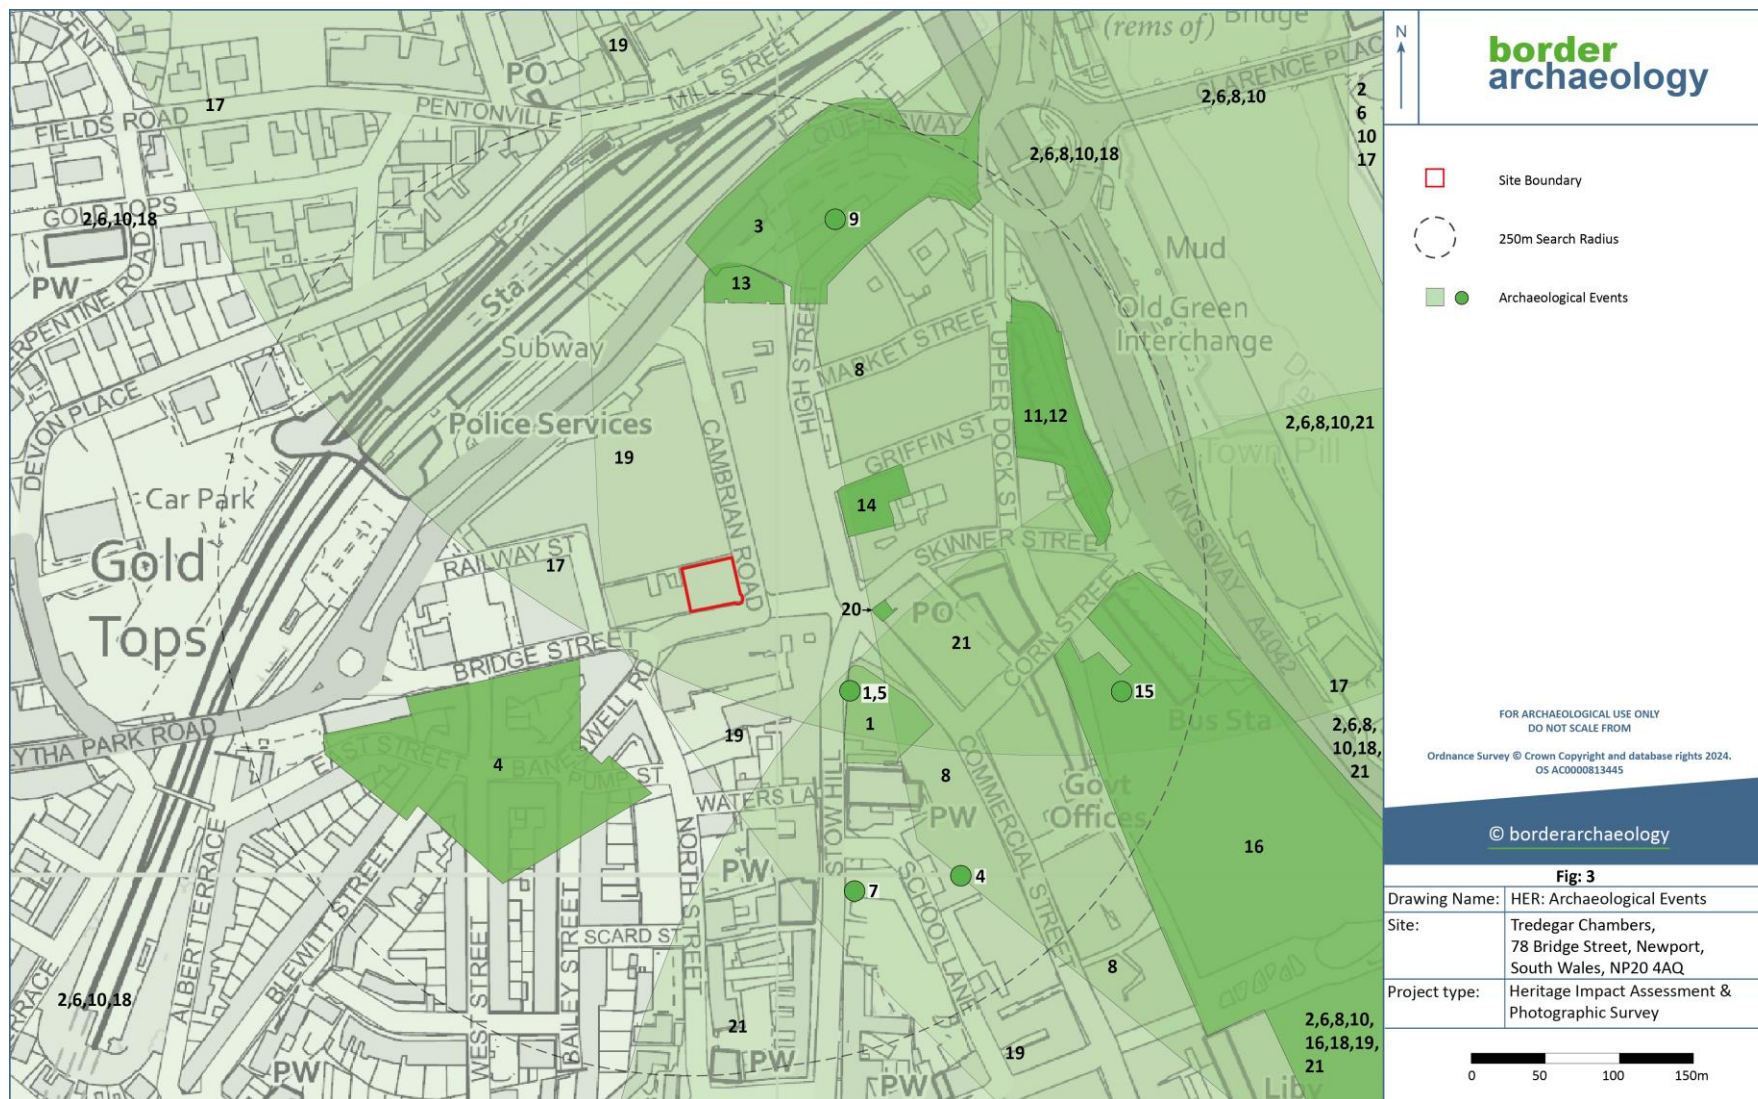 (rems of)
Bridge
N
border
archaeology
19
PO
MILL STREET
CLARENCE PLAC
2
6
10
17
2,6,8,10
17
FIELDS ROAD
PENTONVILLE
QUEENSWAY
2,6,8,10,18
Site Boundary
GOLD TOPS
2,6,10,18
3
9
250m Search Radius
Mud
PW
SERPENTINE ROAD
Sta
13
Archaeological Events
Old Green
Interchange
Subway
HIGH STREET
MARKET STREET
8
UPPER DOCK ST
DEVON PLACE
Police Services
11,12
2,6,8,10,21
Town Pill
19
CAMBRIAN ROAD
GRIFFIN ST
Car Park
14
KINGSWAY
Gold
Tops
RAILWAY ST
17
SKINNER STREET
20
PO
21
CORN STREET
A4042
BRIDGE STREET
1,5
15
17
Bus Sta
FOR ARCHAEOLOGICAL USE ONLY
DO NOT SCALE FROM
YTHA PARK ROAD
19
1
2,6,8,
10,18,
21
EAST STREET
4
PUMP ST
8
COMMERCIAL STREET
Ordnance Survey © Crown Copyright and database rights 2024.
OS AC0000813445
Govt
Offices
WATERS LA
STOW HILL
PW
© borderarchaeology
16
ALBERT TERRACE
BLEWITT STREET
NORTH STREET
PW
7
SCHOOL LANE
4
Fig: 3
Drawing Name: HER: Archaeological Events
Site: Tredegar Chambers,
78 Bridge Street, Newport,
South Wales, NP20 4AQ
WEST STREET
BAILEY STREET
SCARD ST
8
2,6,10,18
RRACE
Project type: Heritage Impact Assessment &
Photographic Survey
21
2,6,8,10,
16,18,19,
21
19
PW
PW
PW
Liby
0 50 100 150m